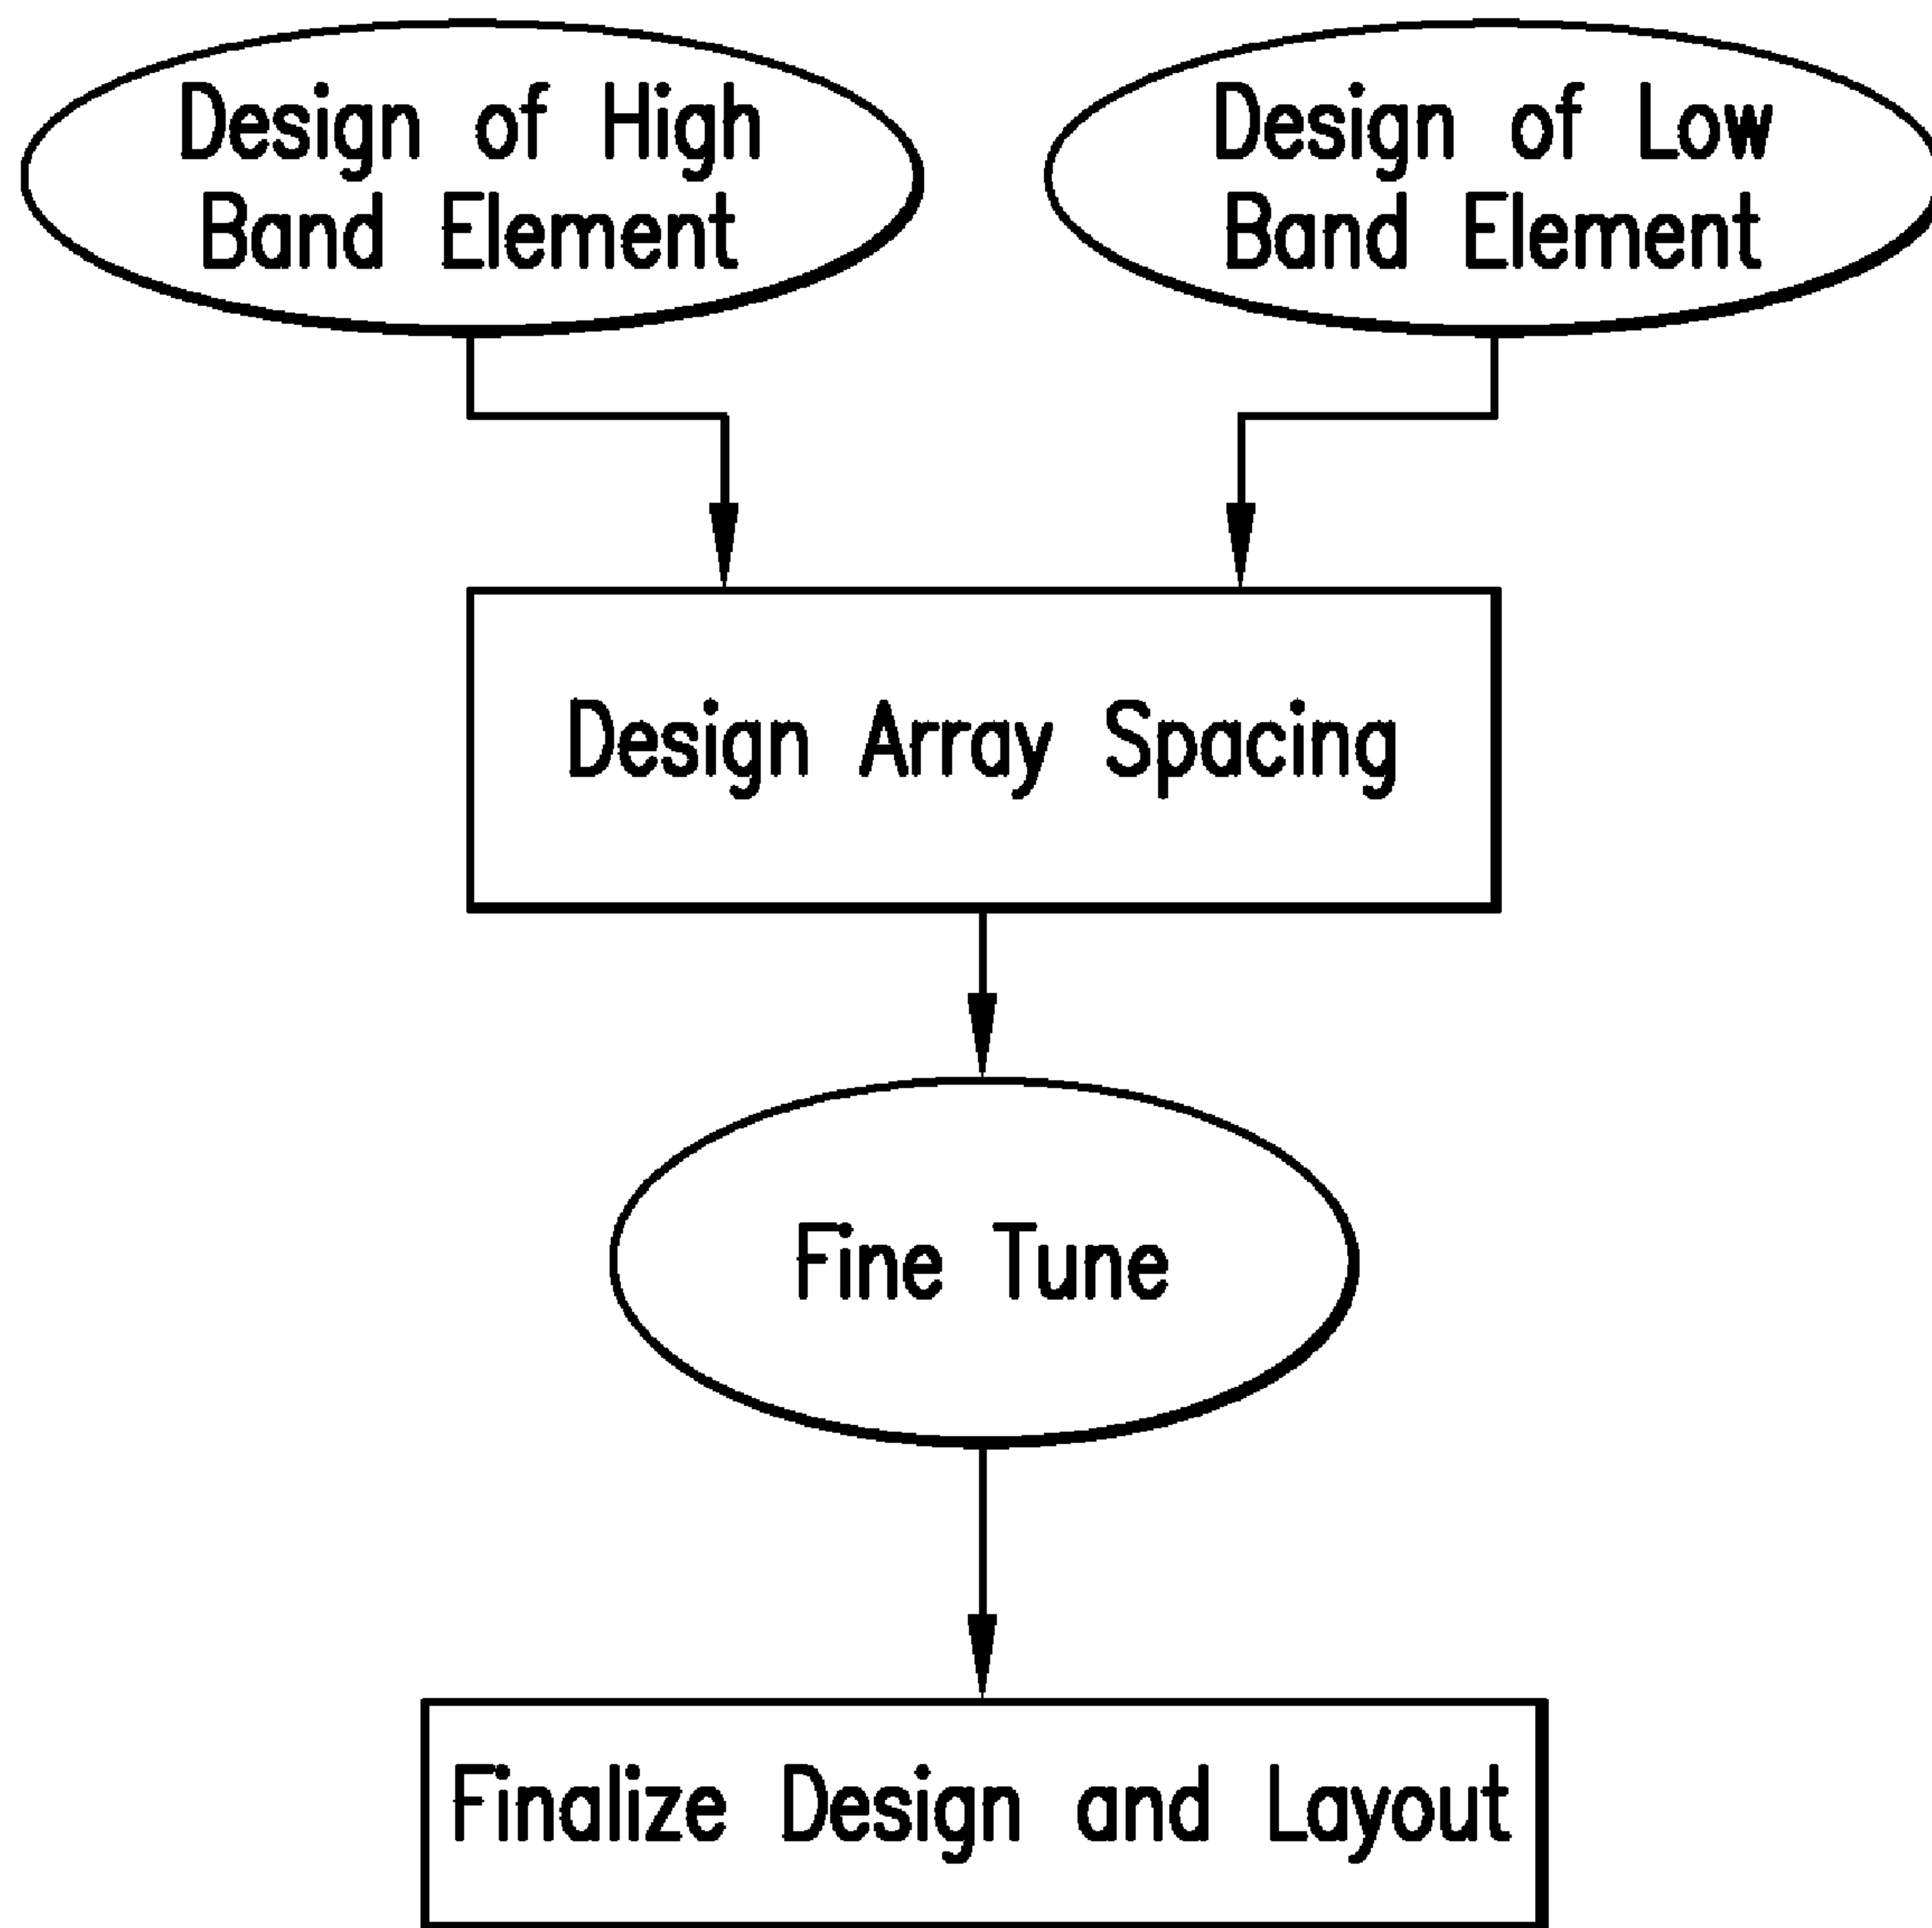 Design of High
Band Element
Design of Low
Band Element
Design Array Spacing
Fine Tune
Finalize Design and Layout